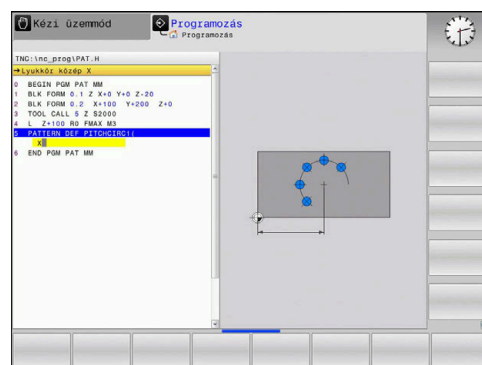 Kézi üzemmód
Programozás
Programozás
TNC:\nc_prog\PAT.H
→Lyukkör közép X
0 BEGIN PGM PAT MM
1 BLK FORM 0.1 Z X+0 Y+0 Z-20
2 BLK FORM 0.2 X+100 Y+200 Z+0
3 TOOL CALL 5 Z S2000
4 L Z+100 R0 FMAX M3
5 PATTERN DEF PITCHCIRC1(
X
6 END PGM PAT MM